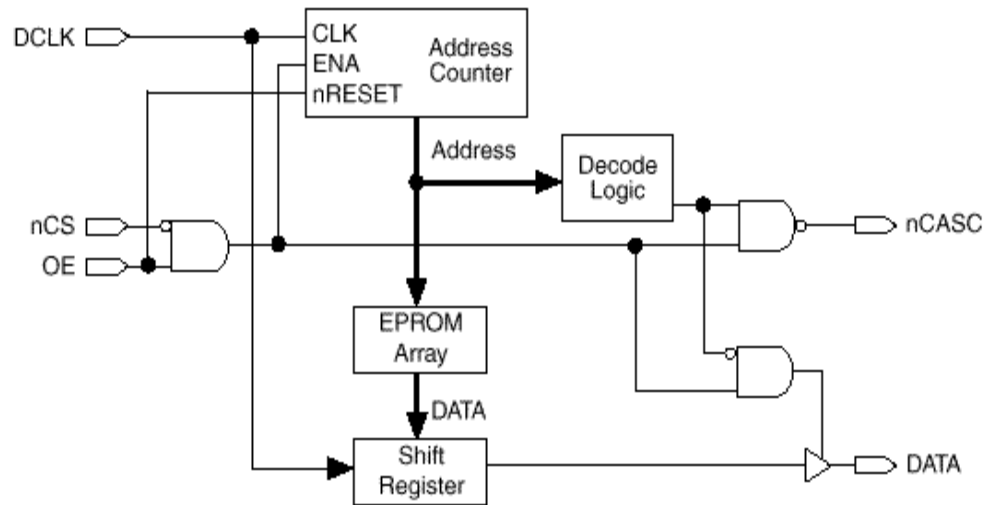 DCLK
CLK
ENA
nRESET
Address
Counter
Address
Decode
Logic
nCS
OE
nCASC
EPROM
Array
DATA
Shift
Register
DATA